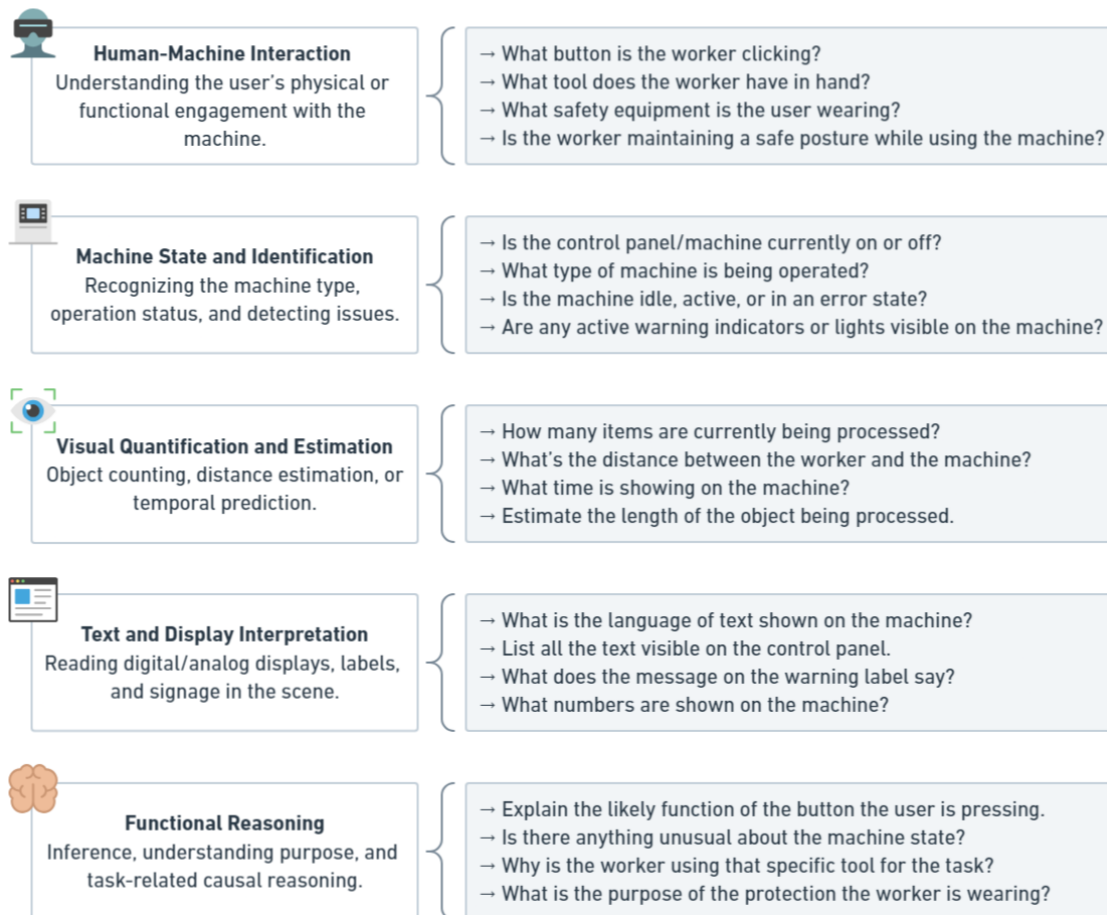 Human-Machine Interaction
Understanding the user's physical or
functional engagement with the
machine.
→ What button is the worker clicking?
→ What tool does the worker have in hand?
→ What safety equipment is the user wearing?
→ Is the worker maintaining a safe posture while using the machine?
Machine State and Identification
Recognizing the machine type,
operation status, and detecting issues.
→ Is the control panel/machine currently on or off?
→ What type of machine is being operated?
→ Is the machine idle, active, or in an error state?
→ Are any active warning indicators or lights visible on the machine?
Visual Quantification and Estimation
Object counting, distance estimation, or
temporal prediction.
→ How many items are currently being processed?
→ What's the distance between the worker and the machine?
→ What time is showing on the machine?
→ Estimate the length of the object being processed.
Text and Display Interpretation
Reading digital/analog displays, labels,
and signage in the scene.
→ What is the language of text shown on the machine?
→ List all the text visible on the control panel.
→ What does the message on the warning label say?
→ What numbers are shown on the machine?
Functional Reasoning
Inference, understanding purpose, and
task-related causal reasoning.
→ Explain the likely function of the button the user is pressing.
→ Is there anything unusual about the machine state?
→ Why is the worker using that specific tool for the task?
→ What is the purpose of the protection the worker is wearing?